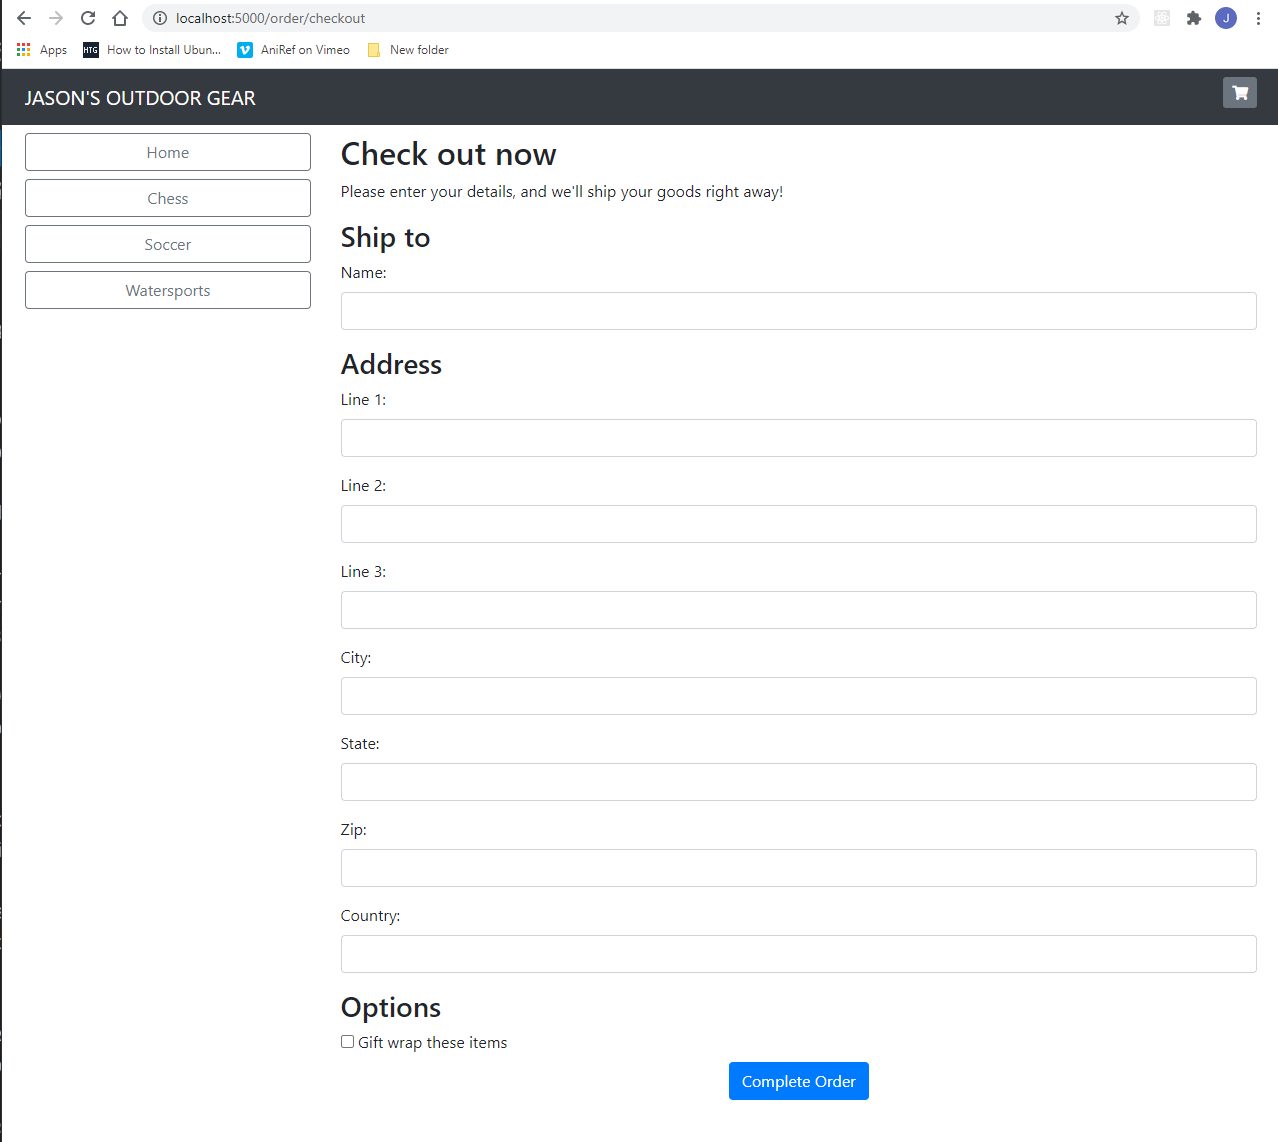 localhost:5000/order/checkout
J
Apps HTG How to Install Ubun... AniRef on Vimeo New folder
JASON'S OUTDOOR GEAR
Home
Chess
Soccer
Watersports
Check out now
Please enter your details, and we'll ship your goods right away!
Ship to
Name:
Address
Line 1:
Line 2:
Line 3:
City:
State:
Zip:
Country:
Options
Gift wrap these items
Complete Order